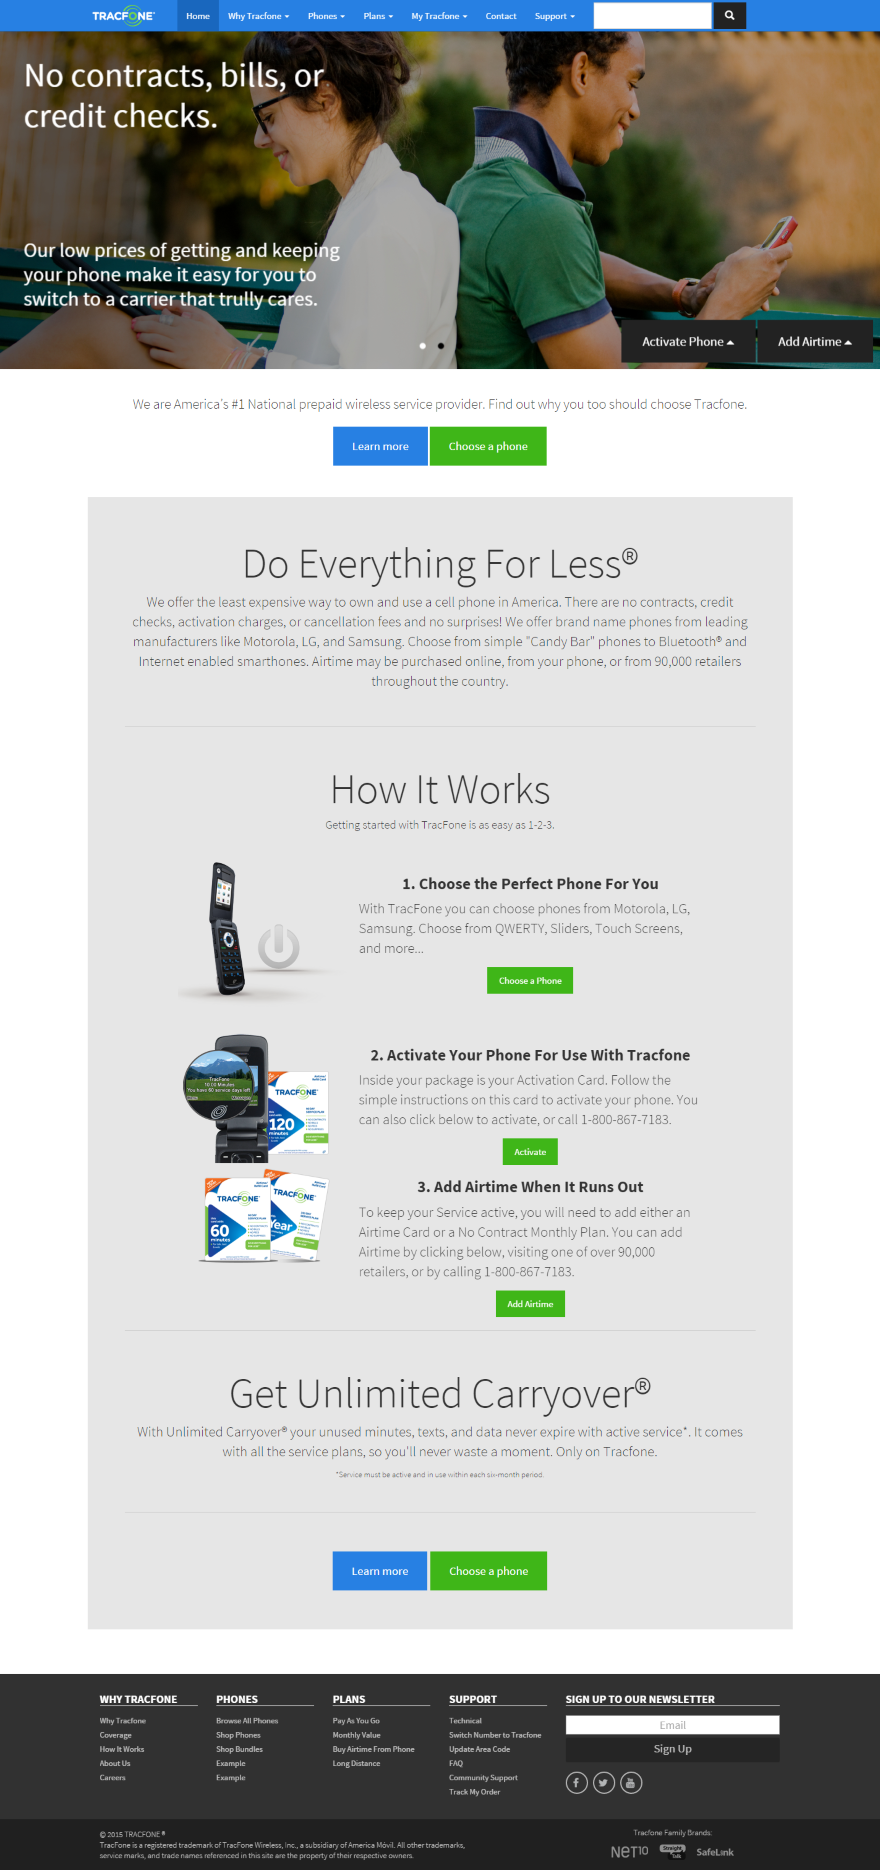 TRACFONE
Home Why Tracfone Phones Plans My Tracfone Contact Support
No contracts, bills, or
credit checks.
Our low prices of getting and keeping
your phone make it easy for you to
switch to a carrier that trully cares.
Activate Phone Add Airtime
We are America's #1 National prepaid wireless service provider. Find out why you too should choose Tracfone.
Learn more Choose a phone
Do Everything For Less®
We offer the least expensive way to own and use a cell phone in America. There are no contracts, credit
checks, activation charges, or cancellation fees and no surprises! We offer brand name phones from leading
manufacturers like Motorola, LG, and Samsung. Choose from simple "Candy Bar" phones to Bluetooth® and
Internet enabled smarthones. Airtime may be purchased online, from your phone, or from 90,000 retailers
throughout the country.
How It Works
Getting started with TracFone is as easy as 1-2-3.
1. Choose the Perfect Phone For You
With TracFone you can choose phones from Motorola, LG,
Samsung. Choose from QWERTY, Sliders, Touch Screens,
and more...
Choose a Phone
TRACFONE
120
minutes
2. Activate Your Phone For Use With Tracfone
Inside your package is your Activation Card. Follow the
simple instructions on this card to activate your phone. You
can also click below to activate, or call 1-800-867-7183.
Activate
TRACFONE
60
minutes
TRACFONE
Year
3. Add Airtime When It Runs Out
To keep your Service active, you will need to add either an
Airtime Card or a No Contract Monthly Plan. You can add
Airtime by clicking below, visiting one of over 90,000
retailers, or by calling 1-800-867-7183.
Add Airtime
Get Unlimited Carryover®
With Unlimited Carryover® your unused minutes, texts, and data never expire with active service*. It comes
with all the service plans, so you'll never waste a moment. Only on Tracfone.
*Service must be active and in use within each six-month period.
Learn more Choose a phone
WHY TRACFONE
Why Tracfone
Coverage
How It Works
About Us
Careers
PHONES
Browse All Phones
Shop Phones
Shop Bundles
Example
Example
PLANS
Pay As You Go
Monthly Value
Buy Airtime From Phone
Long Distance
SUPPORT
Technical
Switch Number to Tracfone
Update Area Code
FAQ
Community Support
Track My Order
SIGN UP TO OUR NEWSLETTER
Email
Sign Up
© 2015 TRACFONE ®
TracFone is a registered trademark of TracFone Wireless, Inc., a subsidiary of America Móvil. All other trademarks,
service marks, and trade names referenced in this site are the property of their respective owners.
Tracfone Family Brands:
NET10 Straight Talk SafeLink